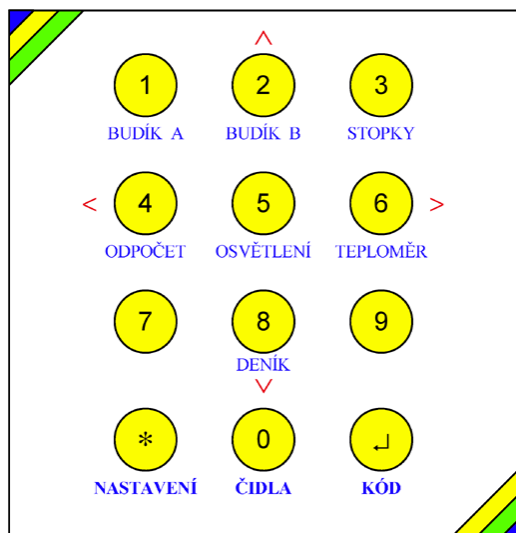 ^
1 2 3
BUDÍK A BUDÍK B STOPKY
< 4 5 6 >
ODPOČET OSVĚTLENÍ TEPLOMĚR
7 8 9
DENÍK
* 0 ↵
NASTAVENÍ ČIDLA KÓD